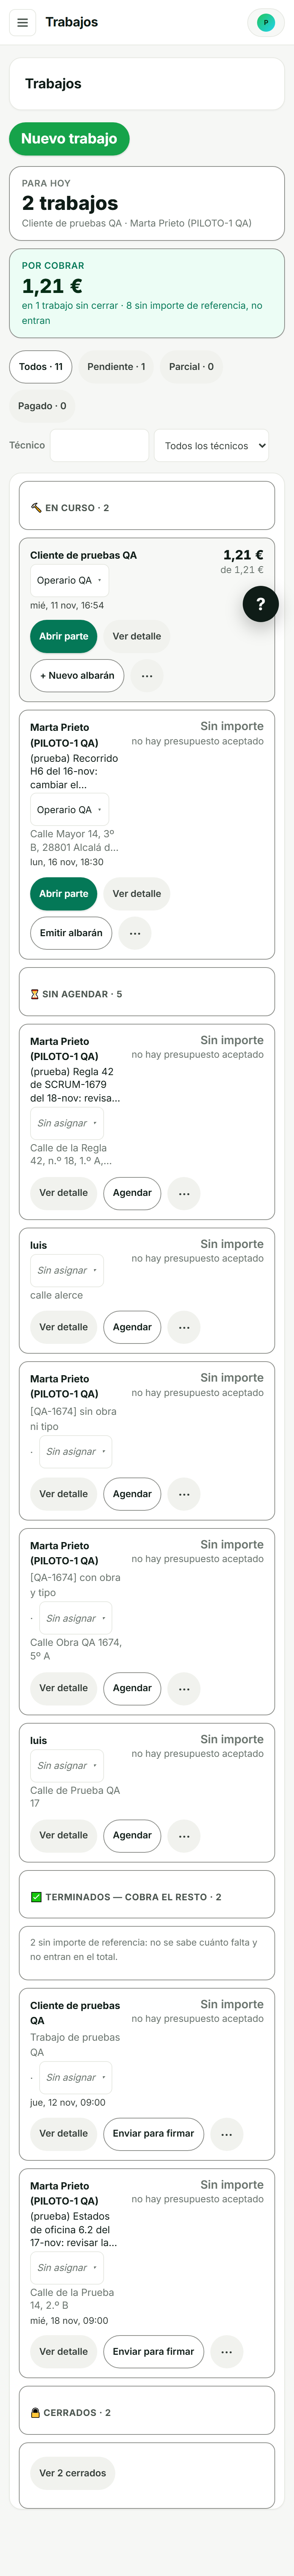 Trabajos
P
Trabajos
Nuevo trabajo
PARA HOY
2 trabajos
Cliente de pruebas QA · Marta Prieto (PILOTO-1 QA)
POR COBRAR
1,21 €
en 1 trabajo sin cerrar · 8 sin importe de referencia, no
entran
Todos · 11
Pendiente · 1
Parcial · 0
Pagado · 0
Técnico
Todos los técnicos
🔨 EN CURSO · 2
Cliente de pruebas QA
1,21 €
de 1,21 €
Operario QA
mié, 11 nov, 16:54
?
Abrir parte
Ver detalle
+ Nuevo albarán
...
Marta Prieto
(PILOTO-1 QA)
Sin importe
no hay presupuesto aceptado
(prueba) Recorrido
H6 del 16-nov:
cambiar el...
Operario QA
Calle Mayor 14, 3º
B, 28801 Alcalá d...
lun, 16 nov, 18:30
Abrir parte
Ver detalle
Emitir albarán
...
⏳ SIN AGENDAR · 5
Marta Prieto
(PILOTO-1 QA)
Sin importe
no hay presupuesto aceptado
(prueba) Regla 42
de SCRUM-1679
del 18-nov: revisa...
Sin asignar
Calle de la Regla
42, n.º 18, 1.º A,...
Ver detalle
Agendar
...
luis
Sin importe
no hay presupuesto aceptado
Sin asignar
calle alerce
Ver detalle
Agendar
...
Marta Prieto
(PILOTO-1 QA)
Sin importe
no hay presupuesto aceptado
[QA-1674] sin obra
ni tipo
· Sin asignar
Ver detalle
Agendar
...
Marta Prieto
(PILOTO-1 QA)
Sin importe
no hay presupuesto aceptado
[QA-1674] con obra
y tipo
· Sin asignar
Calle Obra QA 1674,
5º A
Ver detalle
Agendar
...
luis
Sin importe
no hay presupuesto aceptado
Sin asignar
Calle de Prueba QA
17
Ver detalle
Agendar
...
✅ TERMINADOS — COBRA EL RESTO · 2
2 sin importe de referencia: no se sabe cuánto falta y
no entran en el total.
Cliente de pruebas
QA
Sin importe
no hay presupuesto aceptado
Trabajo de pruebas
QA
· Sin asignar
jue, 12 nov, 09:00
Ver detalle
Enviar para firmar
...
Marta Prieto
(PILOTO-1 QA)
Sin importe
no hay presupuesto aceptado
(prueba) Estados
de oficina 6.2 del
17-nov: revisar la...
Sin asignar
Calle de la Prueba
14, 2.º B
mié, 18 nov, 09:00
Ver detalle
Enviar para firmar
...
🔒 CERRADOS · 2
Ver 2 cerrados